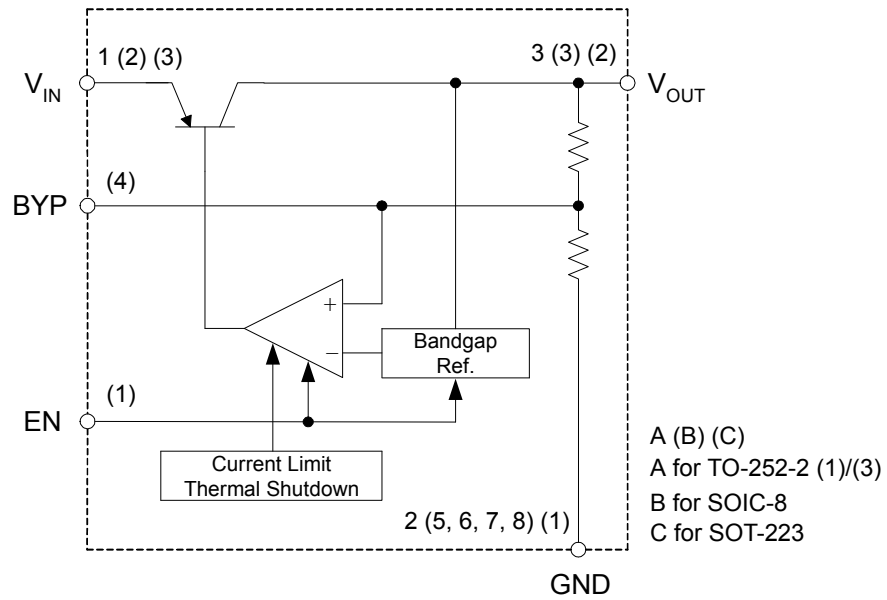 1 (2) (3)
3 (3) (2)
VIN
VOUT
(4)
BYP
+
−
Bandgap
Ref.
(1)
EN
Current Limit
Thermal Shutdown
A (B) (C)
A for TO-252-2 (1)/(3)
B for SOIC-8
C for SOT-223
2 (5, 6, 7, 8) (1)
GND